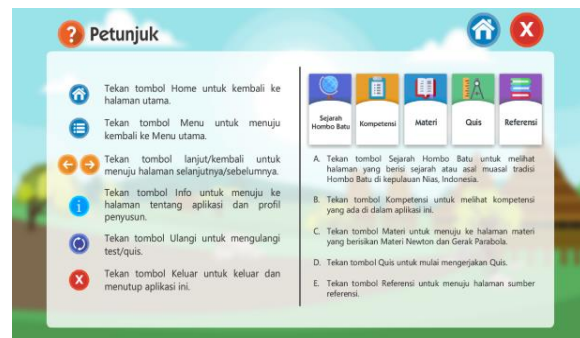 ? Petunjuk
X
Tekan tombol Home untuk kembali ke
halaman utama.
Tekan tombol Menu untuk menuju
kembali ke Menu utama.
Tekan tombol lanjut/kembali untuk
menuju halaman selanjutnya/sebelumnya.
i
Tekan tombol Info untuk menuju ke
halaman tentang aplikasi dan profil
penyusun.
Tekan tombol Ulangi untuk mengulangi
test/quis.
X
Tekan tombol Keluar untuk keluar dan
menutup aplikasi ini.
Sejarah
Hombo Batu
Kompetensi
Materi
Quis
Referensi
A. Tekan tombol Sejarah Hombo Batu untuk melihat
halaman yang berisi sejarah atau asal muasal tradisi
Hombo Batu di kepulauan Nias, Indonesia.
B. Tekan tombol Kompetensi untuk melihat kompetensi
yang ada di dalam aplikasi ini.
C. Tekan tombol Materi untuk menuju ke halaman materi
yang berisikan Materi Newton dan Gerak Parabola.
D. Tekan tombol Quis untuk mulai mengerjakan Quis.
E. Tekan tombol Referensi untuk menuju halaman sumber
referensi.